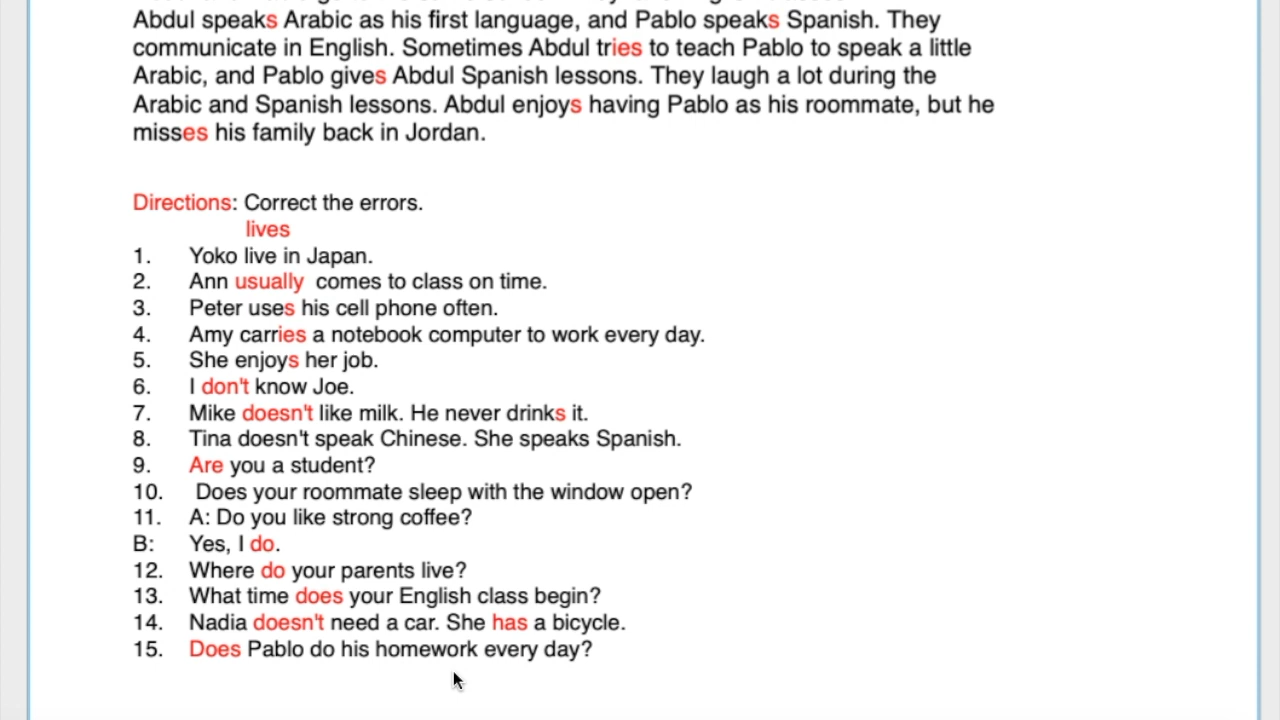 Abdul speaks Arabic as his first language, and Pablo speaks Spanish. They
communicate in English. Sometimes Abdul tries to teach Pablo to speak a little
Arabic, and Pablo gives Abdul Spanish lessons. They laugh a lot during the
Arabic and Spanish lessons. Abdul enjoys having Pablo as his roommate, but he
misses his family back in Jordan.
Directions: Correct the errors.
lives
1. Yoko live in Japan.
2. Ann usually comes to class on time.
3. Peter uses his cell phone often.
4. Amy carries a notebook computer to work every day.
5. She enjoys her job.
6. I don't know Joe.
7. Mike doesn't like milk. He never drinks it.
8. Tina doesn't speak Chinese. She speaks Spanish.
9. Are you a student?
10. Does your roommate sleep with the window open?
11. A: Do you like strong coffee?
B: Yes, I do.
12. Where do your parents live?
13. What time does your English class begin?
14. Nadia doesn't need a car. She has a bicycle.
15. Does Pablo do his homework every day?